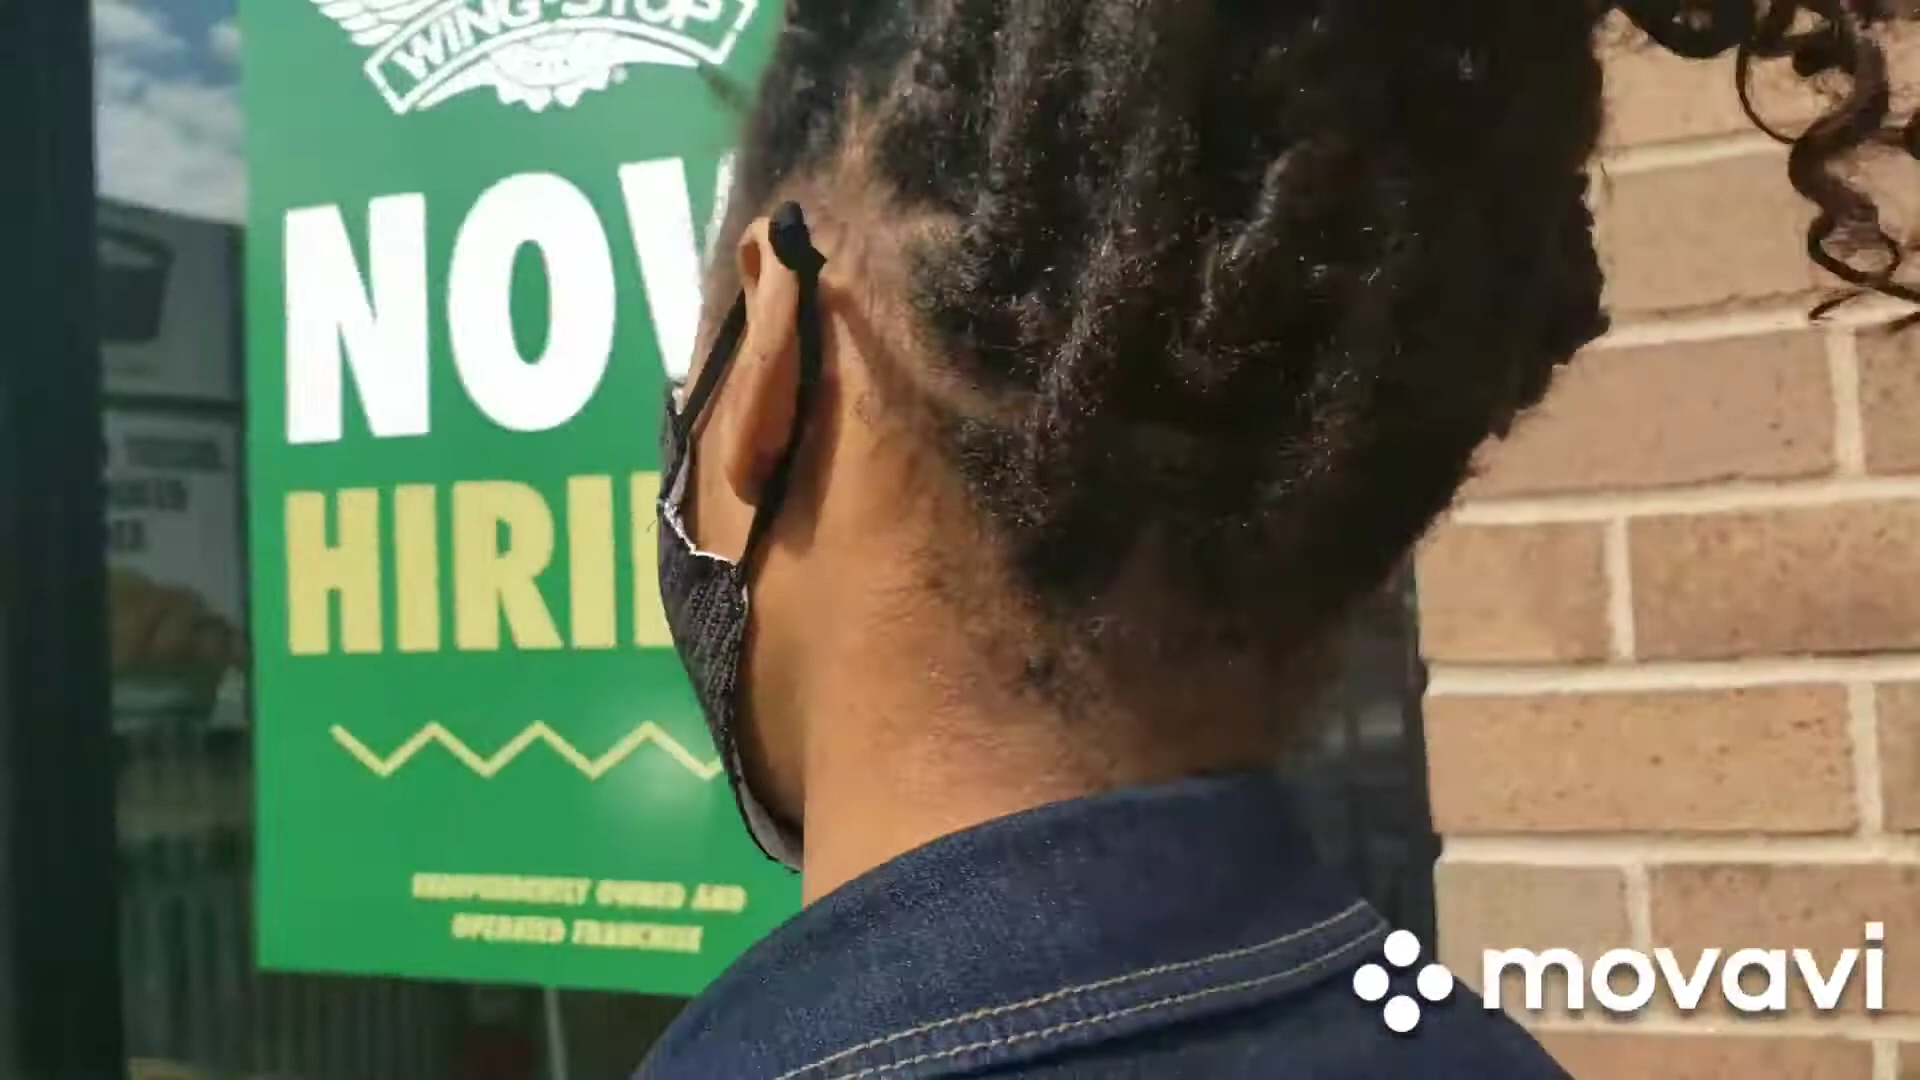 WING·STOP
NOW
HIRI
INDEPENDENTLY OWNED AND
OPERATED FRANCHISE
movavi